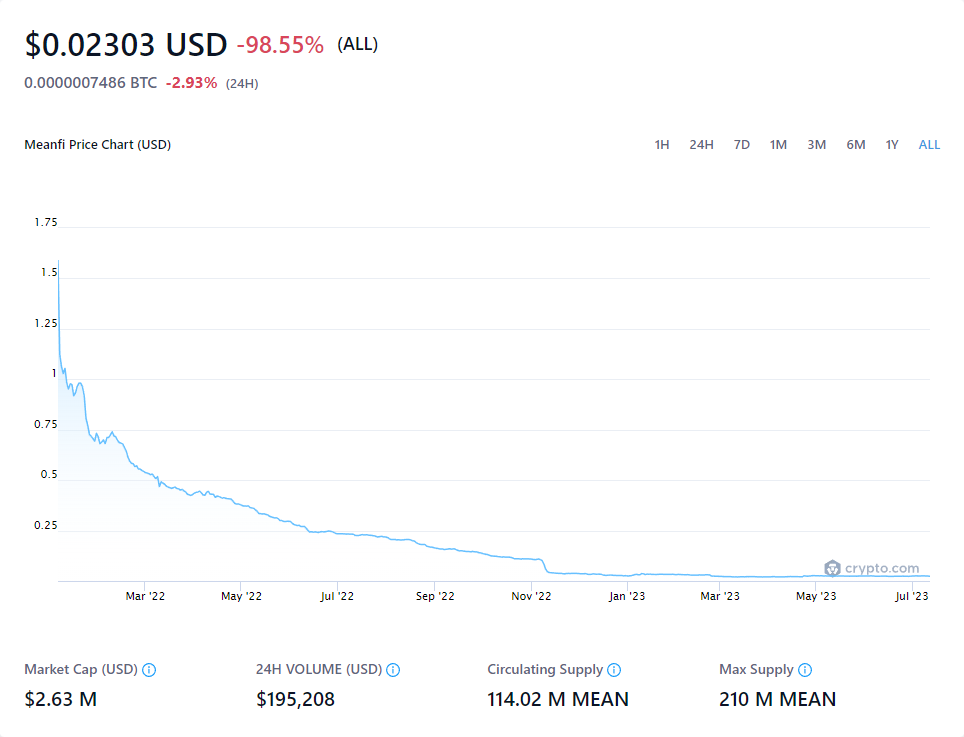 $0.02303 USD -98.55% (ALL)
0.0000007486 BTC -2.93% (24H)
Meanfi Price Chart (USD) 1H 24H 7D 1M 3M 6M 1Y ALL
1.75
1.5
1.25
1
0.75
0.5
0.25
crypto.com
Mar '22 May '22 Jul '22 Sep '22 Nov '22 Jan '23 Mar '23 May '23 Jul '23
Market Cap (USD) 24H VOLUME (USD) Circulating Supply Max Supply
$2.63 M $195,208 114.02 M MEAN 210 M MEAN